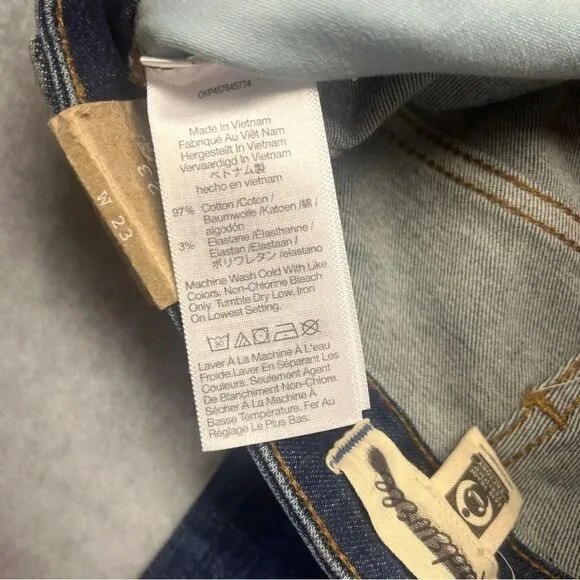 CKP457645774
Made In Vietnam
Fabriqué Au Việt Nam
Hergestellt In Vietnam
Vervaardigd In Vietnam
ベトナム製
hecho en vietnam
97% Cotton /Coton /
Baumwolle /Katoen /綿 /
algodón
3% Elastane /Élasthanne /
Elastan /Elastaan /
ポリウレタン /elastano
Machine Wash Cold With Like
Colors. Non-Chlorine Bleach
Only. Tumble Dry Low. Iron
On Lowest Setting.
30
Laver À La Machine À L'eau
Froide.Laver En Séparant Les
Couleurs. Seulement Agent
De Blanchiment Non-Chlore.
Sécher À La Machine À
Basse Température. Fer Au
Réglage Le Plus Bas.
W 23